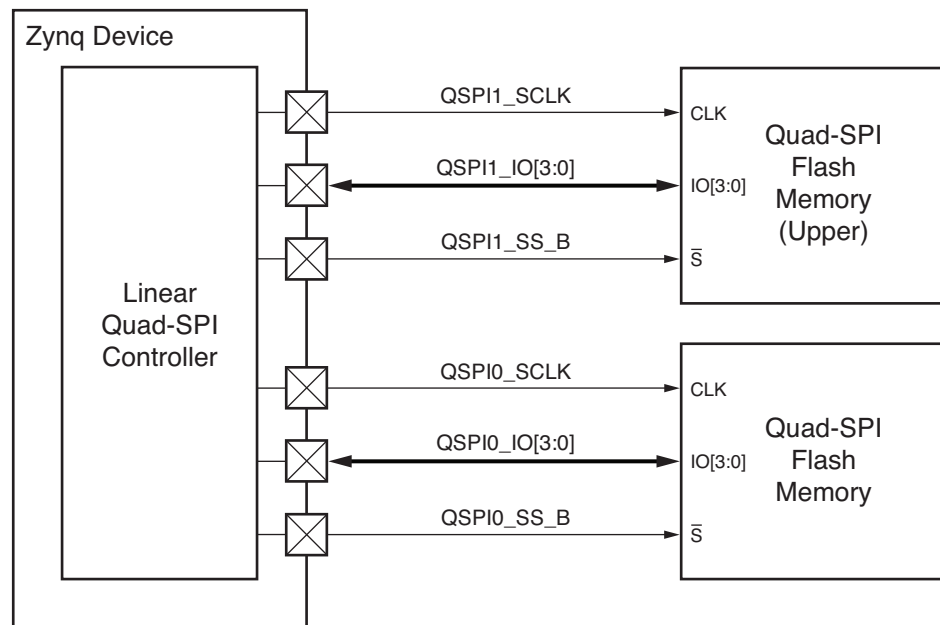 Zynq Device
Linear
Quad-SPI
Controller
QSPI1_SCLK
QSPI1_IO[3:0]
QSPI1_SS_B
QSPI0_SCLK
QSPI0_IO[3:0]
QSPI0_SS_B
CLK
IO[3:0]
S̅
Quad-SPI
Flash
Memory
(Upper)
CLK
IO[3:0]
S̅
Quad-SPI
Flash
Memory